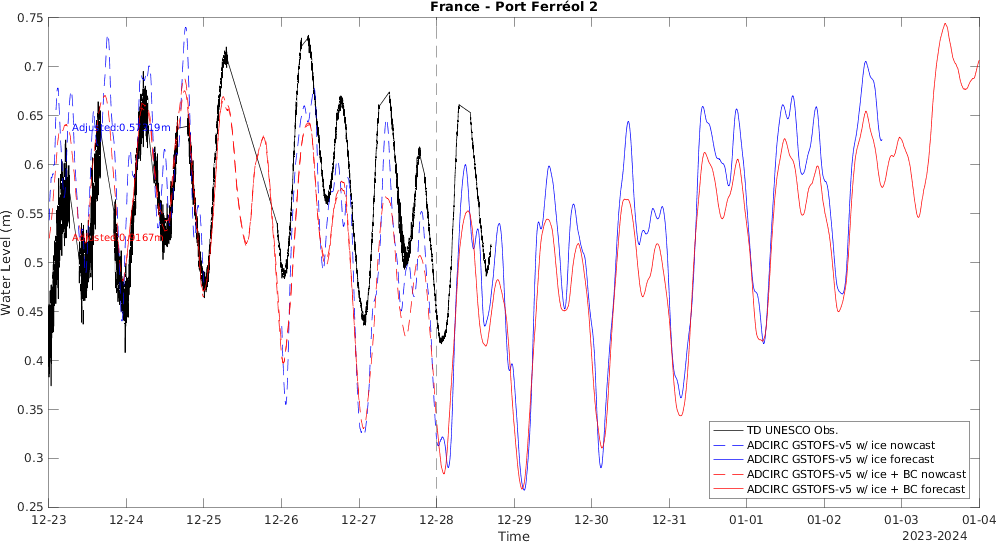 France - Port Ferréol 2
Water Level (m)
0.75
0.7
0.65
0.6
0.55
0.5
0.45
0.4
0.35
0.3
0.25
TD UNESCO Obs.
ADCIRC GSTOFS-v5 w/ ice nowcast
ADCIRC GSTOFS-v5 w/ ice forecast
ADCIRC GSTOFS-v5 w/ ice + BC nowcast
ADCIRC GSTOFS-v5 w/ ice + BC forecast
12-23 12-24 12-25 12-26 12-27 12-28 12-29 12-30 12-31 01-01 01-02 01-03 01-04
Time
2023-2024